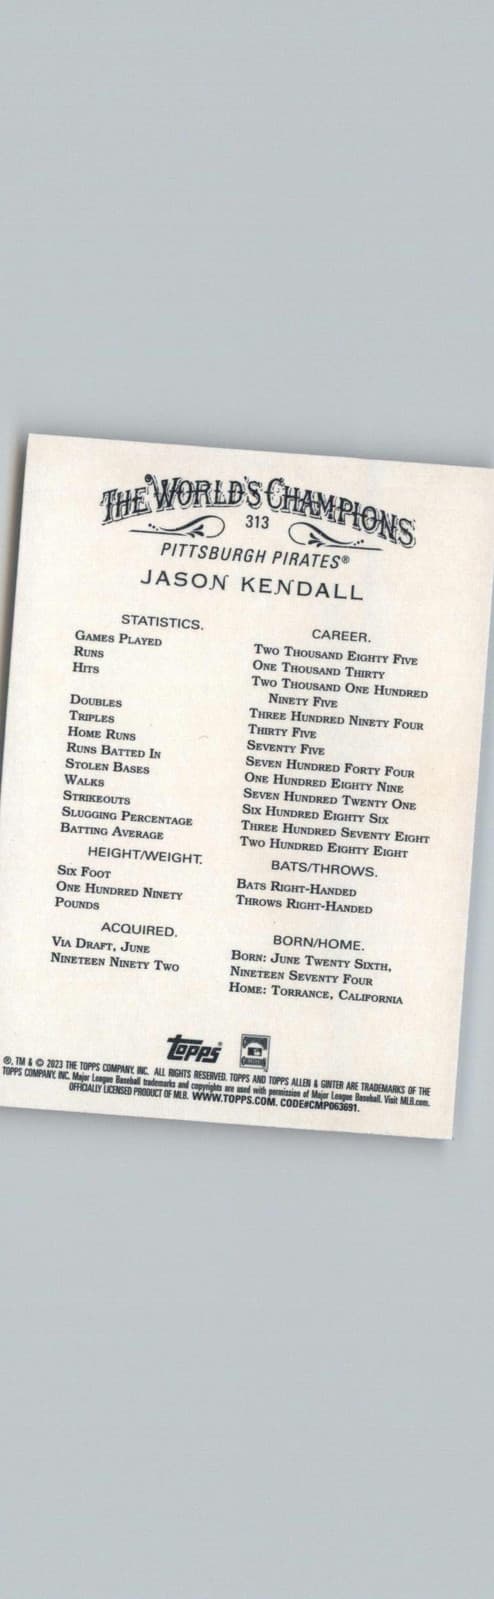 THE WORLD'S CHAMPIONS
313
PITTSBURGH PIRATES®
JASON KENDALL
STATISTICS. CAREER.
GAMES PLAYED TWO THOUSAND EIGHTY FIVE
RUNS ONE THOUSAND THIRTY
HITS TWO THOUSAND ONE HUNDRED
NINETY FIVE
DOUBLES THREE HUNDRED NINETY FOUR
TRIPLES THIRTY FIVE
HOME RUNS SEVENTY FIVE
RUNS BATTED IN SEVEN HUNDRED FORTY FOUR
STOLEN BASES ONE HUNDRED EIGHTY NINE
WALKS SEVEN HUNDRED TWENTY ONE
STRIKEOUTS SIX HUNDRED EIGHTY SIX
SLUGGING PERCENTAGE THREE HUNDRED SEVENTY EIGHT
BATTING AVERAGE TWO HUNDRED EIGHTY EIGHT
HEIGHT/WEIGHT.
SIX FOOT
ONE HUNDRED NINETY
POUNDS
BATS/THROWS.
BATS RIGHT-HANDED
THROWS RIGHT-HANDED
ACQUIRED.
VIA DRAFT, JUNE
NINETEEN NINETY TWO
BORN/HOME.
BORN: JUNE TWENTY SIXTH,
NINETEEN SEVENTY FOUR
HOME: TORRANCE, CALIFORNIA
topps®
®, TM & © 2023 THE TOPPS COMPANY, INC. ALL RIGHTS RESERVED. TOPPS AND TOPPS ALLEN & GINTER ARE TRADEMARKS OF THE
TOPPS COMPANY, INC. Major League Baseball trademarks and copyrights are used with permission of Major League Baseball. Visit MLB.com.
OFFICIALLY LICENSED PRODUCT OF MLB. WWW.TOPPS.COM. CODE#CMP063691.